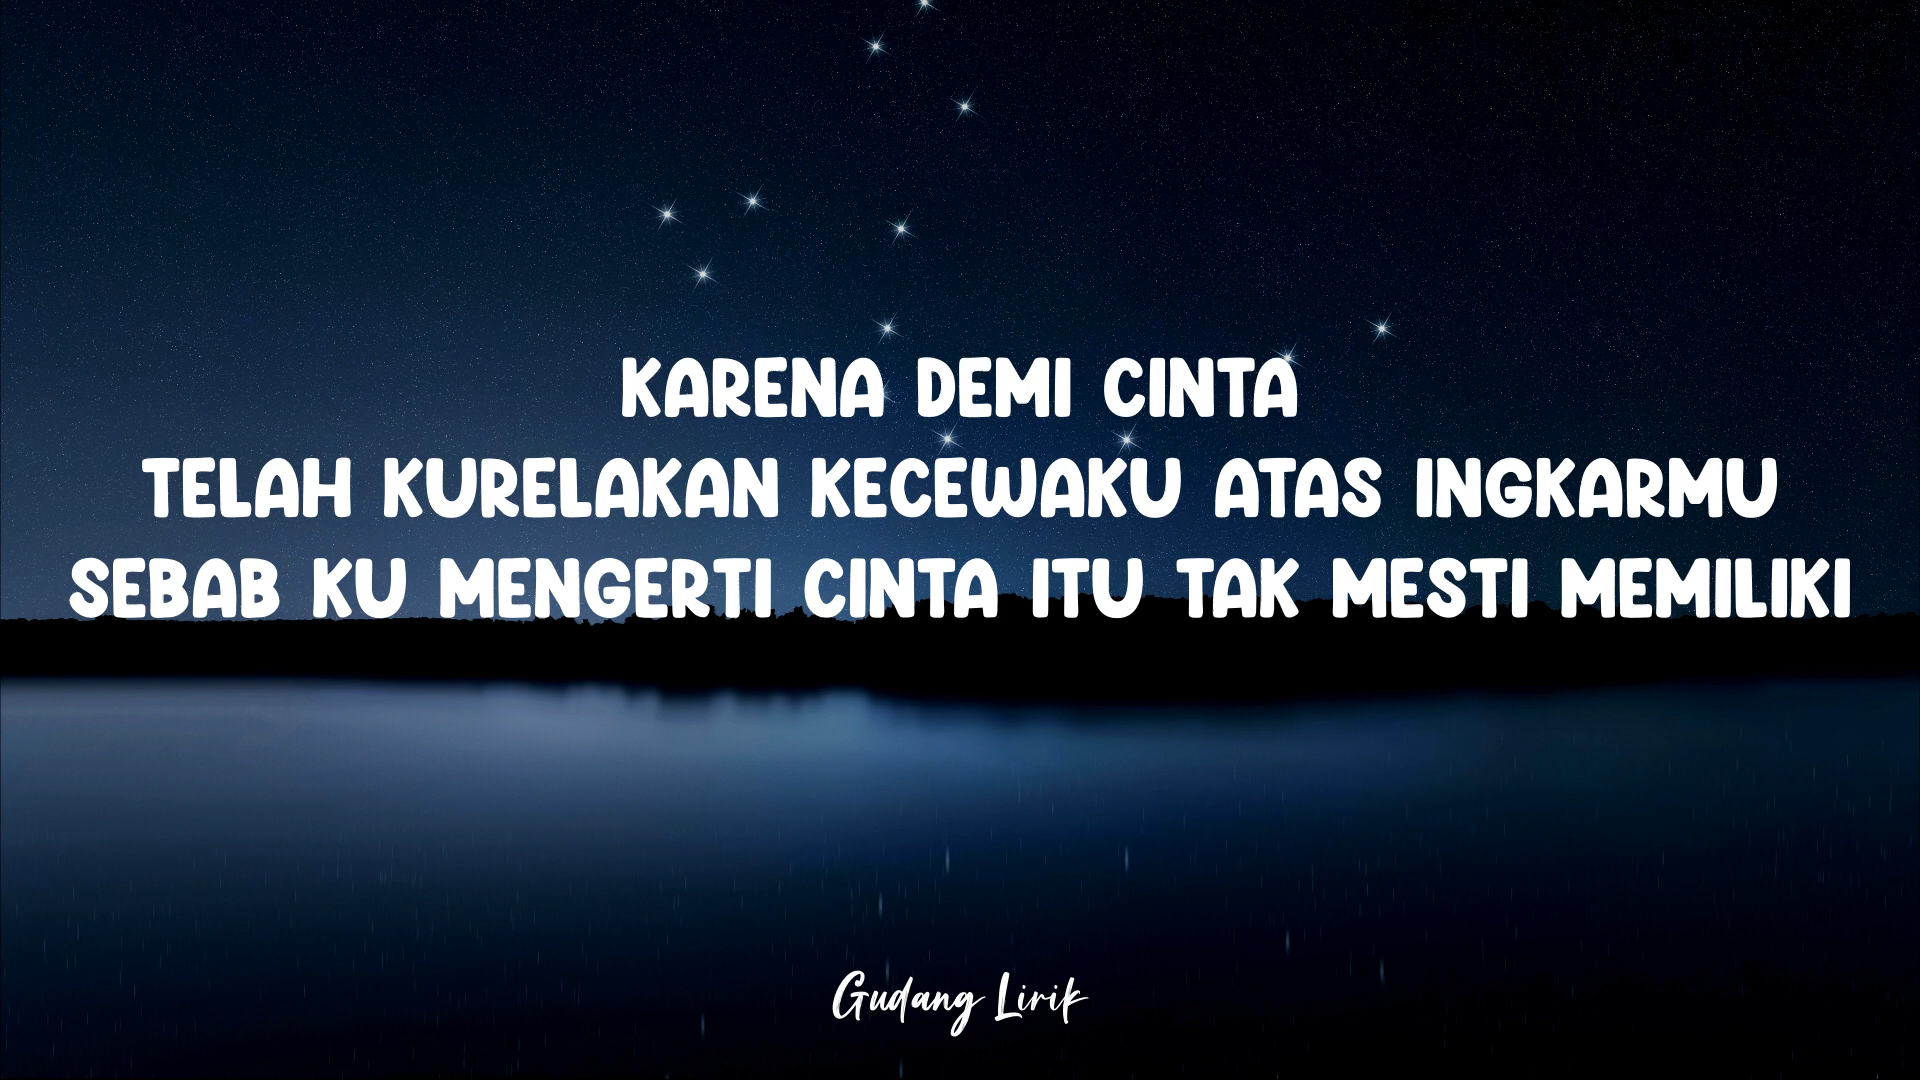 KARENA DEMI CINTA
TELAH KURELAKAN KECEWAKU ATAS INGKARMU
SEBAB KU MENGERTI CINTA ITU TAK MESTI MEMILIKI
Gudang Lirik